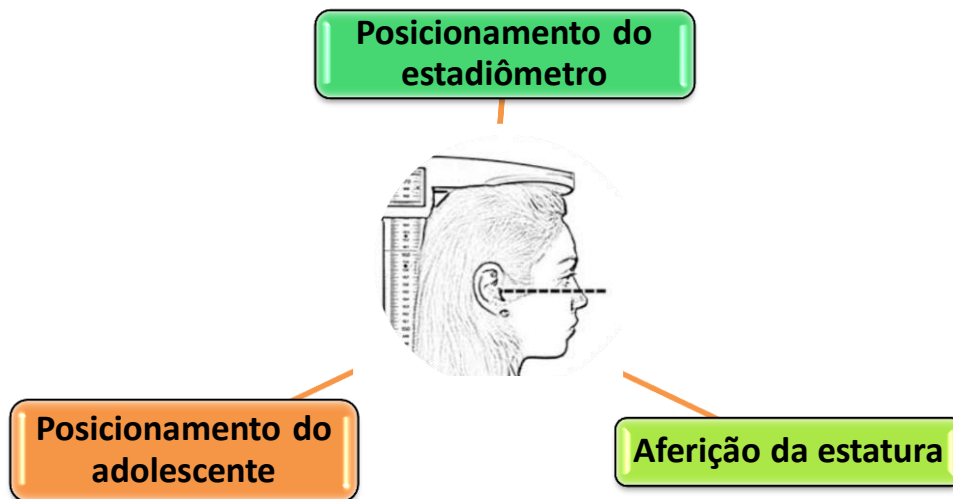 Posicionamento do
estadiômetro
Posicionamento do
adolescente
Aferição da estatura